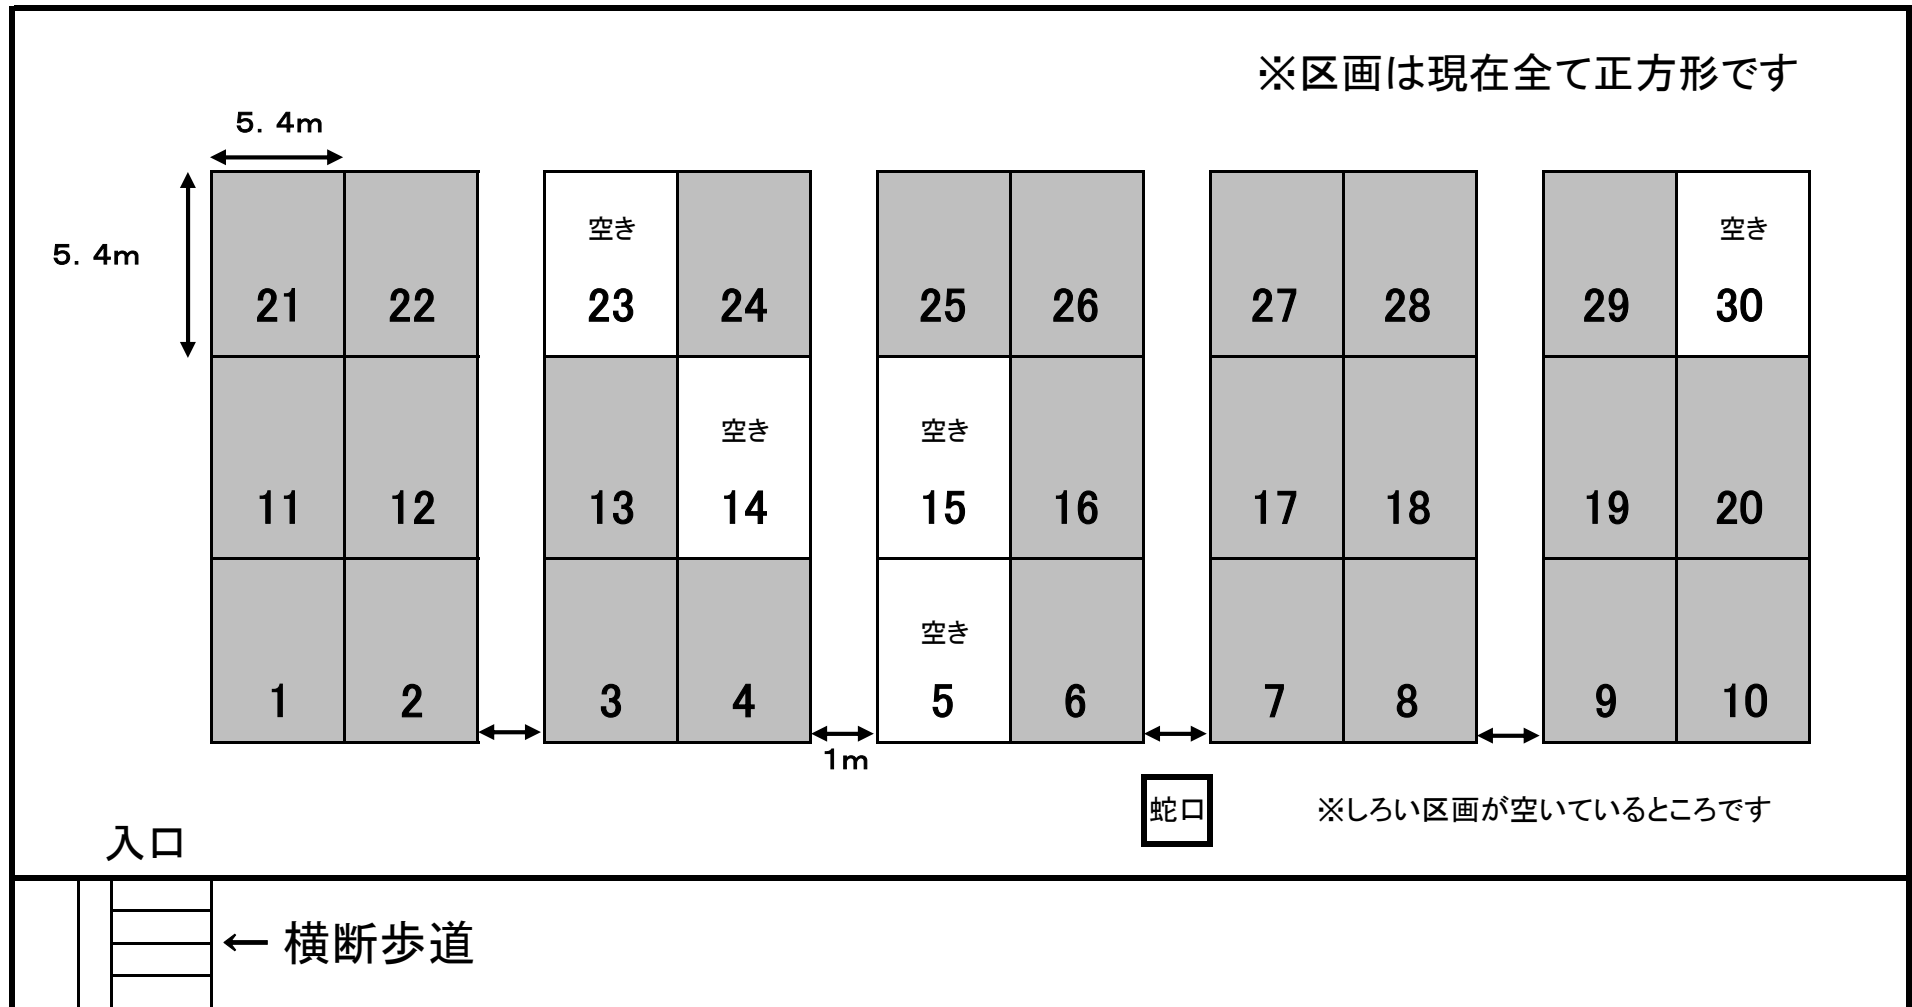 ※区画は現在全て正方形です
5．4m
5．4m
空き
空き
21 22 23 24 25 26 27 28 29 30
空き
空き
11 12 13 14 15 16 17 18 19 20
空き
1 2 3 4 5 6 7 8 9 10
1m
蛇口
※しろい区画が空いているところです
入口
← 横断歩道